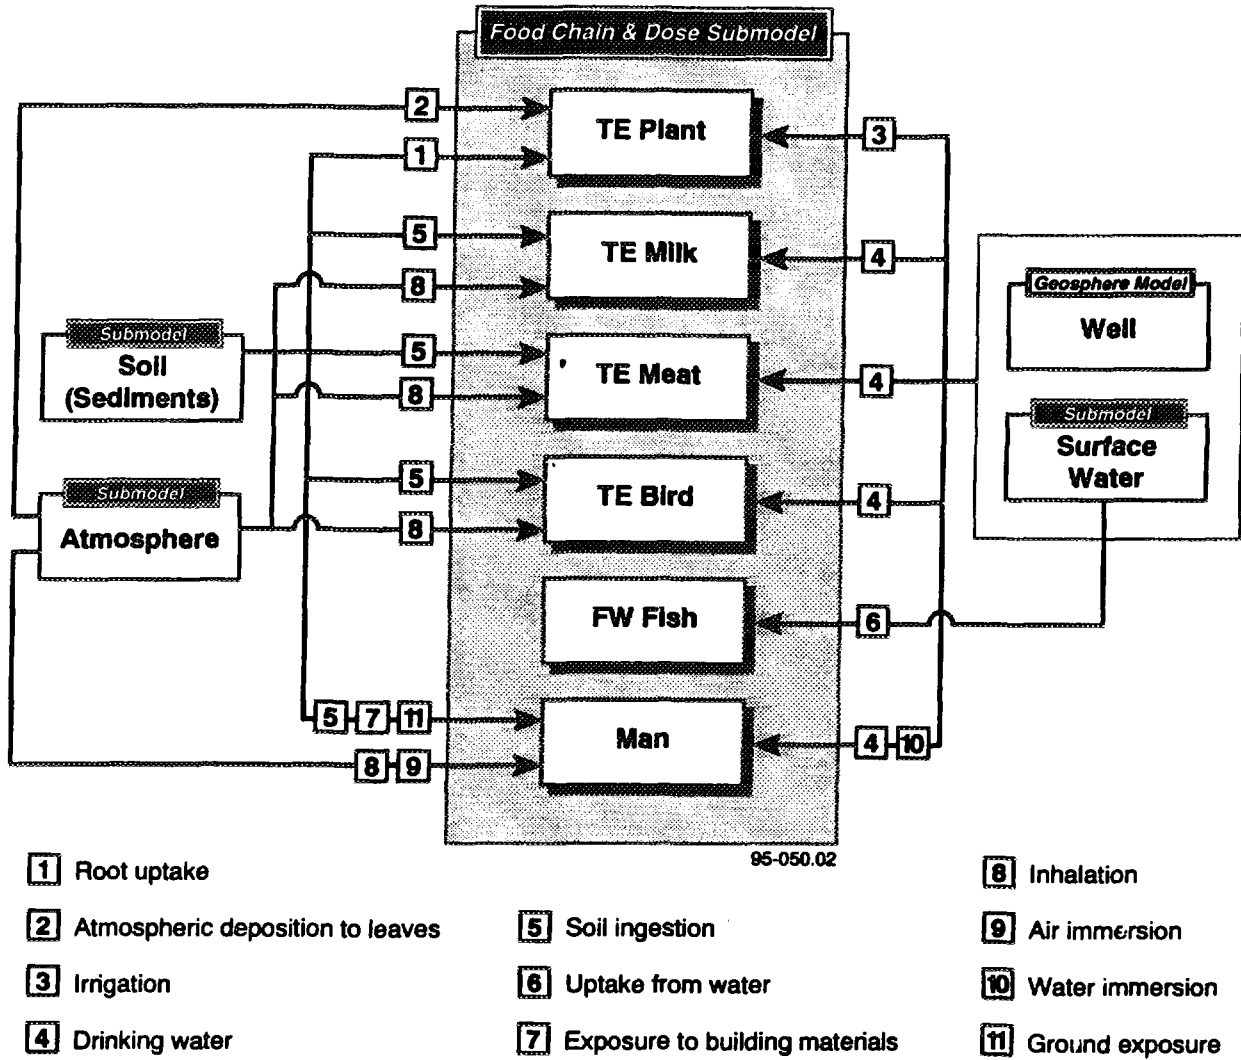 Food Chain & Dose Submodel
2
TE Plant
3
1
5
TE Milk
4
8
Geosphere Model
Well
Submodel
Soil
(Sediments)
5
TE Meat
4
8
Submodel
Surface
Water
Submodel
Atmosphere
5
TE Bird
4
8
FW Fish
6
5 7 11
Man
4 10
8 9
95-050.02
1 Root uptake
2 Atmospheric deposition to leaves
3 Irrigation
4 Drinking water
5 Soil ingestion
6 Uptake from water
7 Exposure to building materials
8 Inhalation
9 Air immersion
10 Water immersion
11 Ground exposure